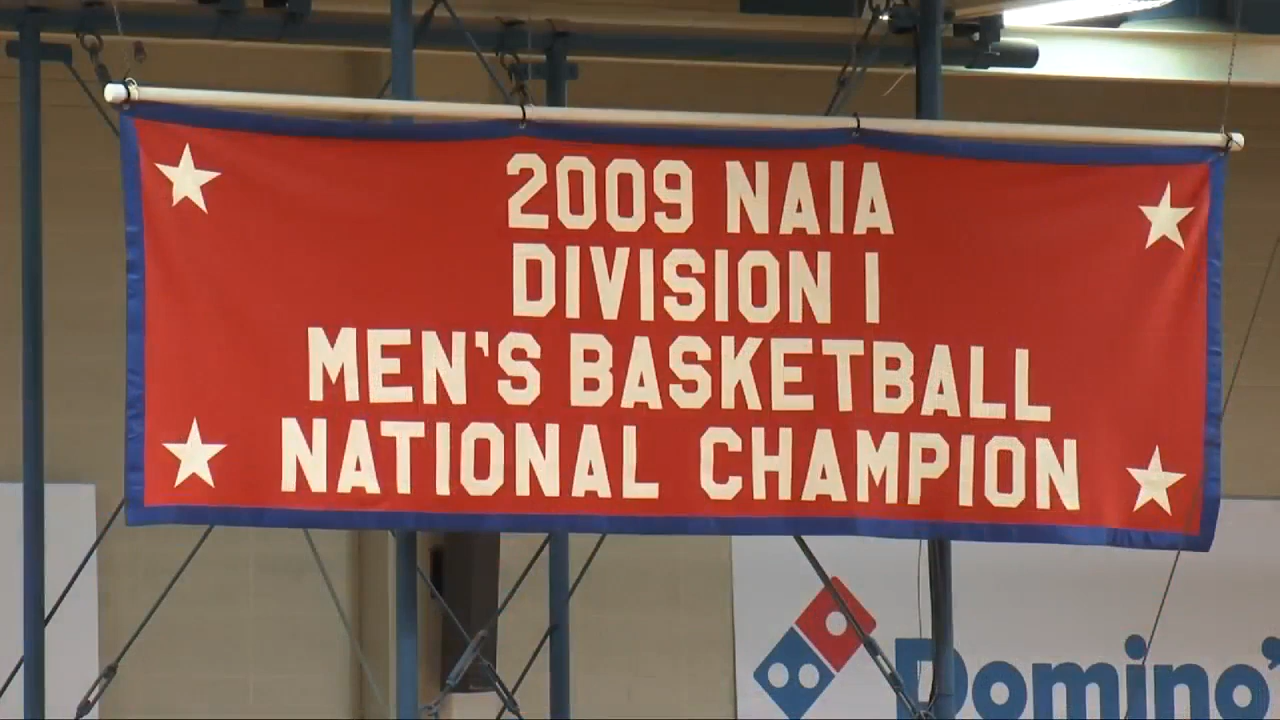 2009 NAIA
DIVISION I
MEN'S BASKETBALL
NATIONAL CHAMPION
Domino'